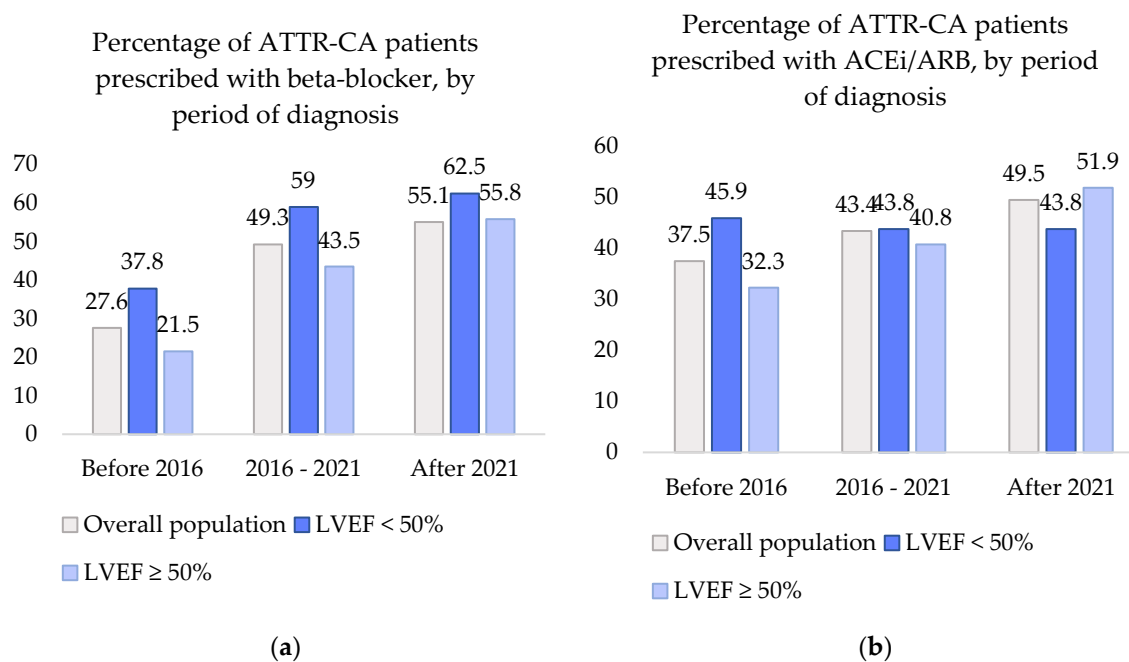 Percentage of ATTR-CA patients
prescribed with beta-blocker, by
period of diagnosis
70
60
50
40
30
20
10
0
27.6
37.8
21.5
49.3
59
43.5
55.1
62.5
55.8
Before 2016
2016 - 2021
After 2021
Overall population
LVEF < 50%
LVEF ≥ 50%
(a)
Percentage of ATTR-CA patients
prescribed with ACEi/ARB, by period
of diagnosis
60
50
40
30
20
10
0
37.5
45.9
32.3
43.4
43.8
40.8
49.5
43.8
51.9
Before 2016
2016 - 2021
After 2021
Overall population
LVEF < 50%
LVEF ≥ 50%
(b)